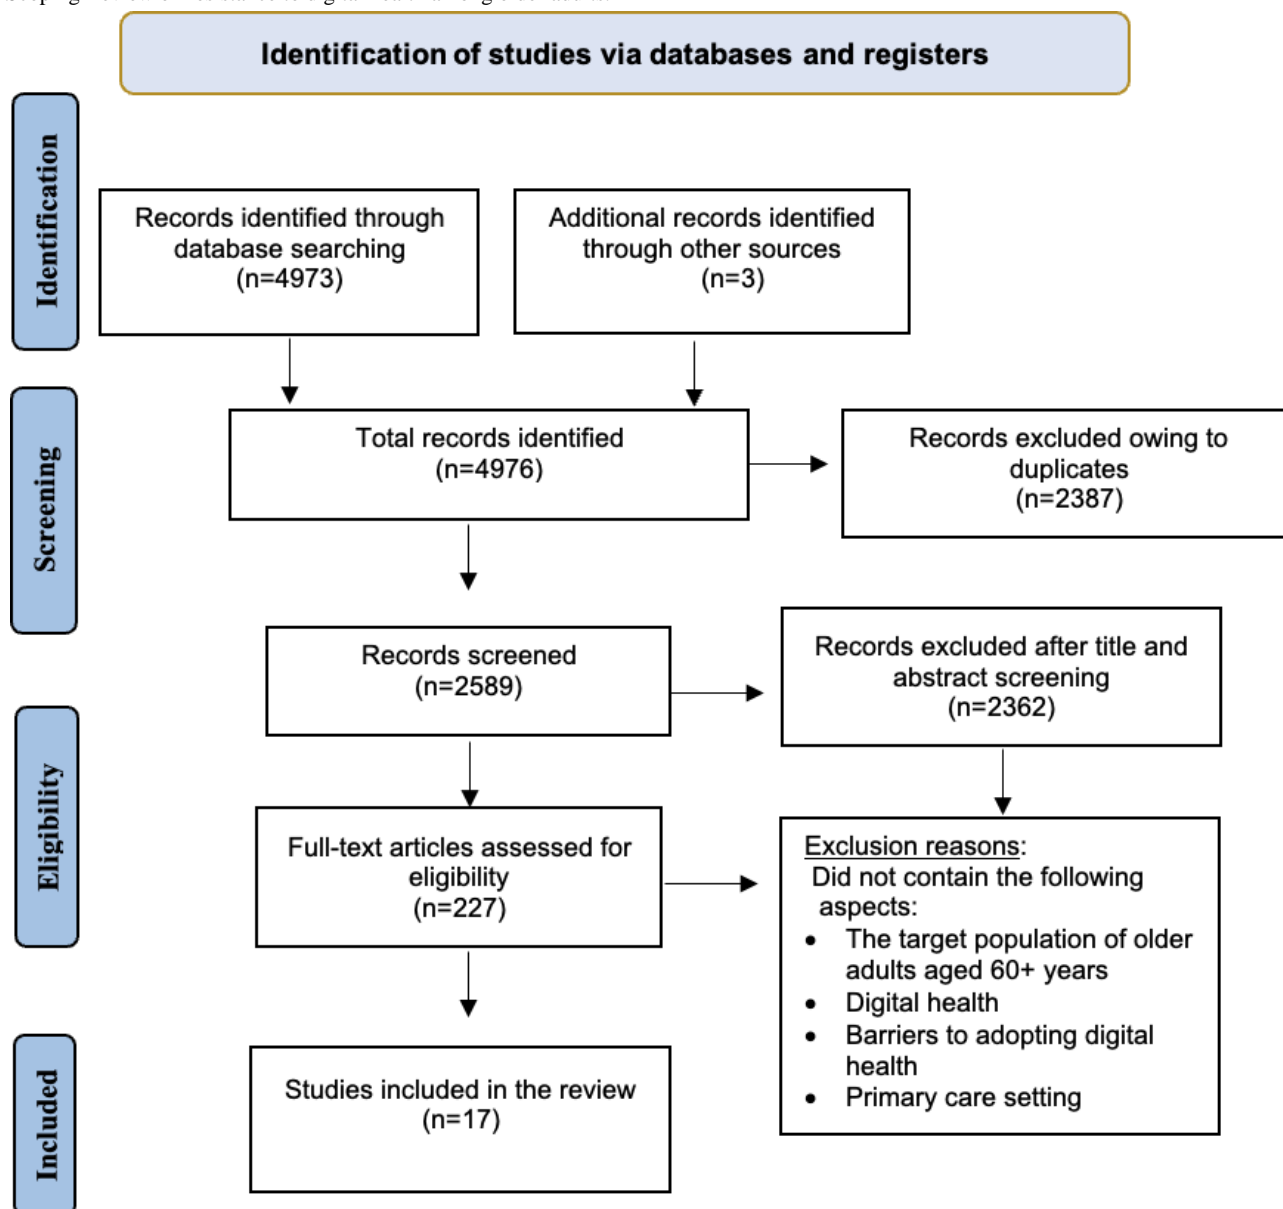 Identification of studies via databases and registers
Identification
Records identified through
database searching
(n=4973)
Additional records identified
through other sources
(n=3)
Screening
Total records identified
(n=4976)
Records excluded owing to
duplicates
(n=2387)
Records screened
(n=2589)
Records excluded after title and
abstract screening
(n=2362)
Eligibility
Full-text articles assessed for
eligibility
(n=227)
Exclusion reasons:
Did not contain the following
aspects:
• The target population of older
adults aged 60+ years
• Digital health
• Barriers to adopting digital
health
• Primary care setting
Included
Studies included in the review
(n=17)